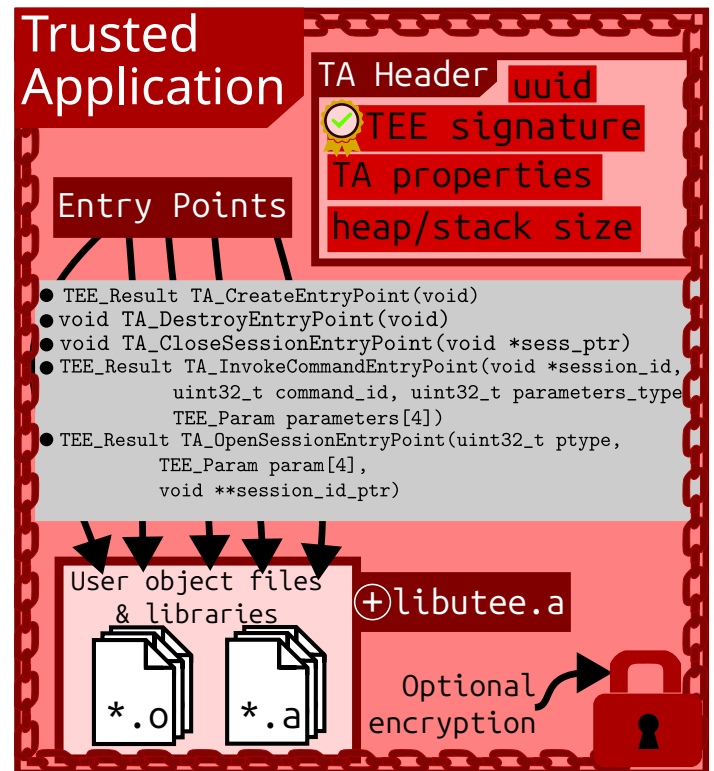 Trusted
Application
TA Header
uuid
TEE signature
TA properties
heap/stack size
Entry Points
● TEE_Result TA_CreateEntryPoint(void)
● void TA_DestroyEntryPoint(void)
● void TA_CloseSessionEntryPoint(void *sess_ptr)
● TEE_Result TA_InvokeCommandEntryPoint(void *session_id,
uint32_t command_id, uint32_t parameters_type
TEE_Param parameters[4])
● TEE_Result TA_OpenSessionEntryPoint(uint32_t ptype,
TEE_Param param[4],
void **session_id_ptr)
User object files
& libraries
*.o
*.a
+libutee.a
Optional
encryption